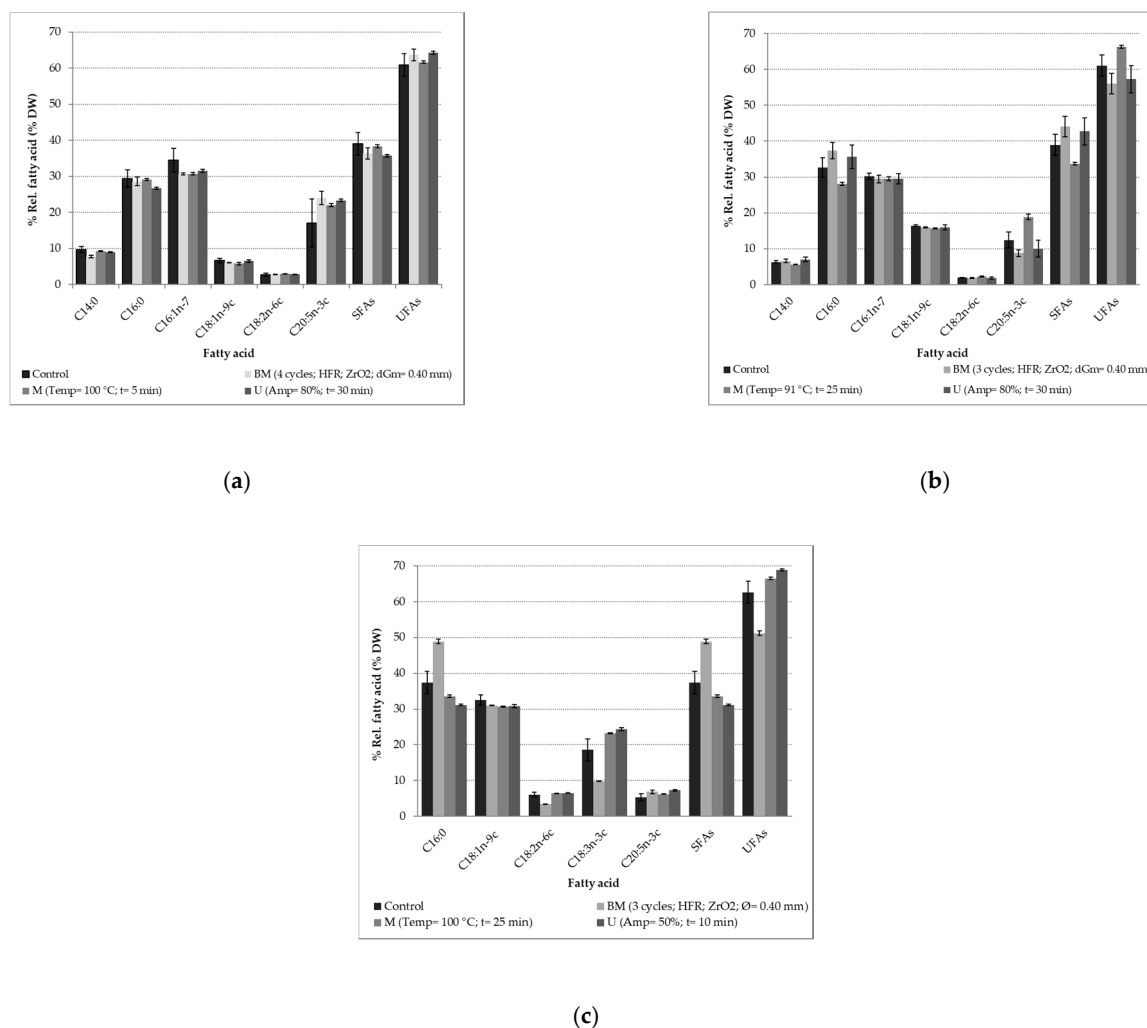 70
60
50
40
30
20
10
0
% Rel. fatty acid (% DW)
C14:0
C16:0
C16:1n-7
C18:1n-9c
C18:2n-6c
C20:5n-3c
SFAs
UFAs
Fatty acid
Control
BM (4 cycles; HFR; ZrO2; dGm= 0.40 mm)
M (Temp= 100 °C; t= 5 min)
U (Amp= 80%; t= 30 min)
(a)
70
60
50
40
30
20
10
0
% Rel. fatty acid (% DW)
C14:0
C16:0
C16:1n-7
C18:1n-9c
C18:2n-6c
C20:5n-3c
SFAs
UFAs
Fatty acid
Control
BM (3 cycles; HFR; ZrO2; dGm= 0.40 mm)
M (Temp= 91 °C; t= 25 min)
U (Amp= 80%; t= 30 min)
(b)
70
60
50
40
30
20
10
0
% Rel. fatty acid (% DW)
C16:0
C18:1n-9c
C18:2n-6c
C18:3n-3c
C20:5n-3c
SFAs
UFAs
Fatty acid
Control
BM (3 cycles; HFR; ZrO2; Ø= 0.40 mm)
M (Temp= 100 °C; t= 25 min)
U (Amp= 50%; t= 10 min)
(c)